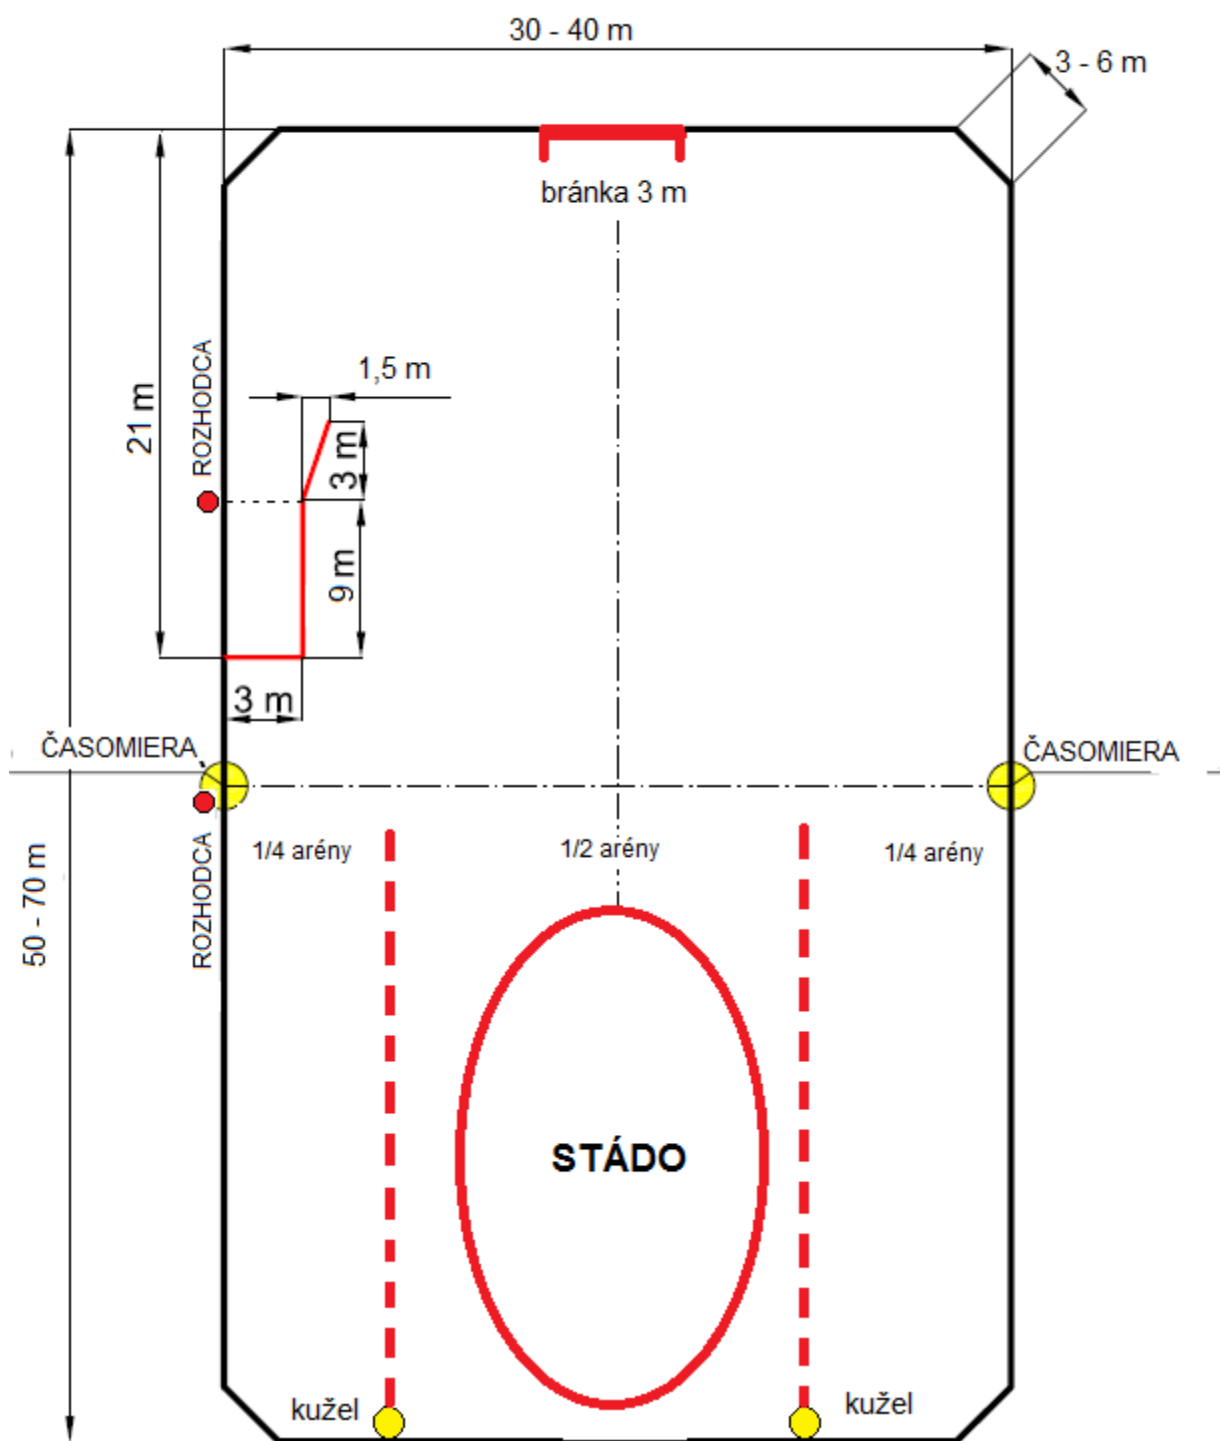 30 - 40 m
3 - 6 m
bránka 3 m
ROZHODCA
1,5 m
21 m
3 m
9 m
3 m
ČASOMIERA
ČASOMIERA
1/4 arény
1/2 arény
1/4 arény
ROZHODCA
50 - 70 m
STÁDO
kužel
kužel